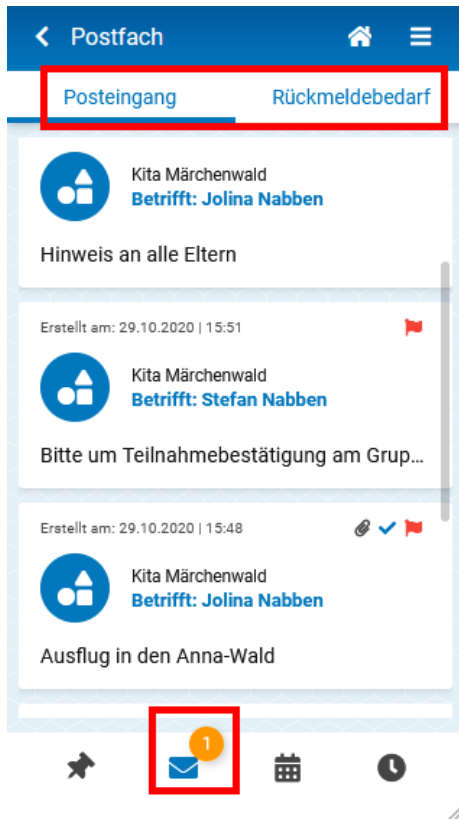 Postfach
Posteingang Rückmeldebedarf
Kita Märchenwald
Betrifft: Jolina Nabben
Hinweis an alle Eltern
Erstellt am: 29.10.2020 | 15:51
Kita Märchenwald
Betrifft: Stefan Nabben
Bitte um Teilnahmebestätigung am Grup...
Erstellt am: 29.10.2020 | 15:48
Kita Märchenwald
Betrifft: Jolina Nabben
Ausflug in den Anna-Wald
1